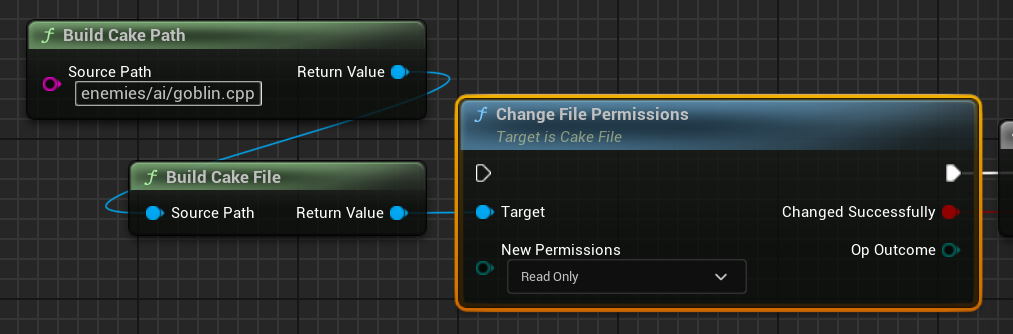 Build Cake Path
Source Path
Return Value
enemies/ai/goblin.cpp
Build Cake File
Source Path
Return Value
Change File Permissions
Target is Cake File
Target
Changed Successfully
New Permissions
Op Outcome
Read Only